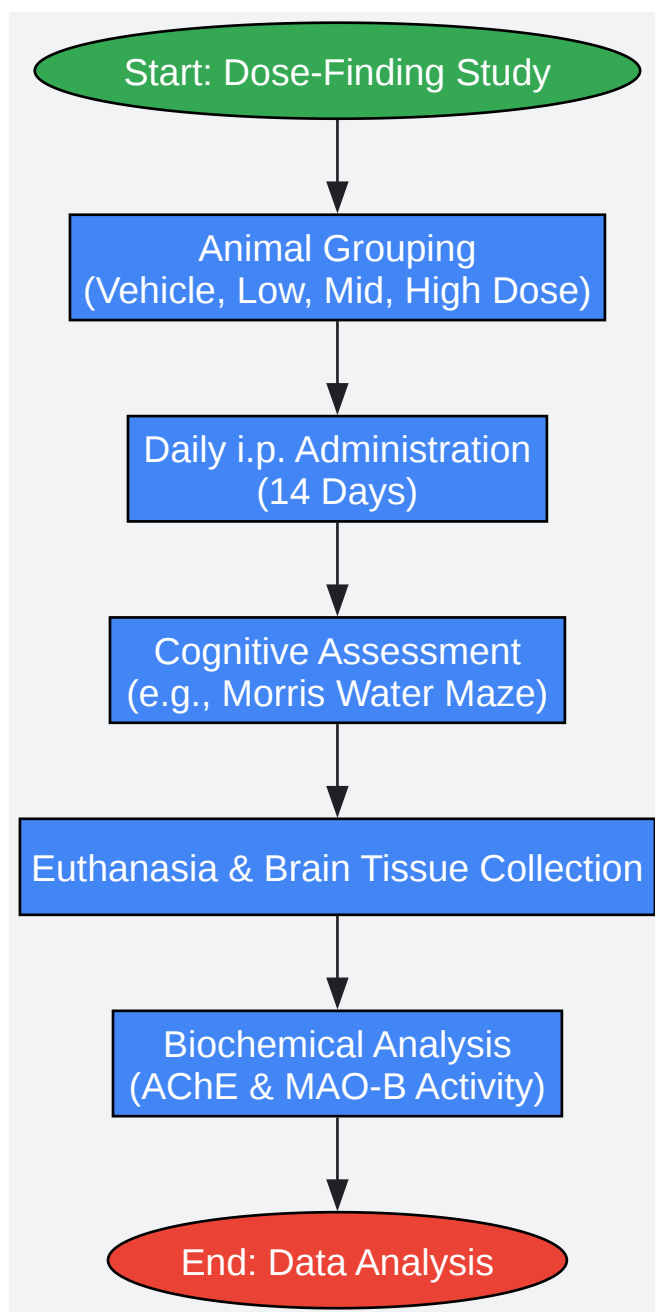 Start: Dose-Finding Study
Animal Grouping
(Vehicle, Low, Mid, High Dose)
Daily i.p. Administration
(14 Days)
Cognitive Assessment
(e.g., Morris Water Maze)
Euthanasia & Brain Tissue Collection
Biochemical Analysis
(AChE & MAO-B Activity)
End: Data Analysis